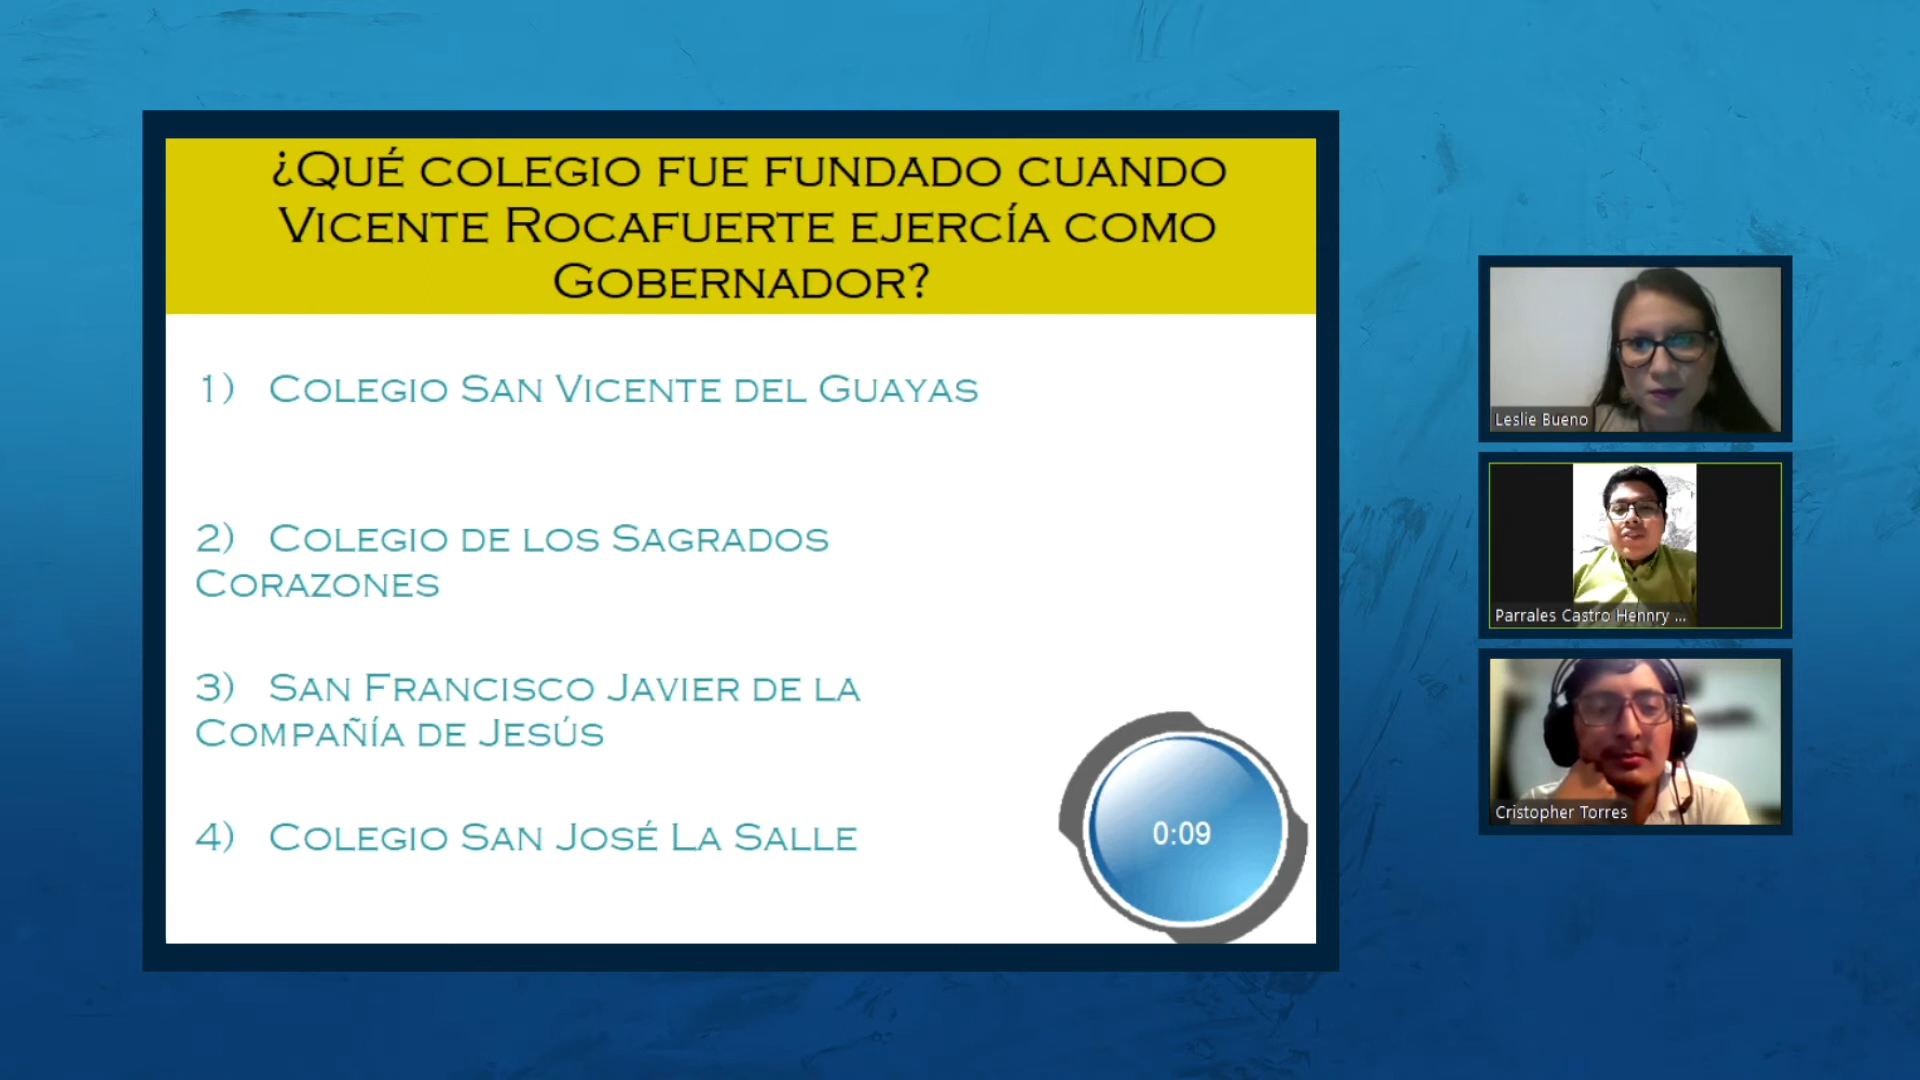 ¿Qué colegio fue fundado cuando
Vicente Rocafuerte ejercía como
Gobernador?
1) Colegio San Vicente del Guayas
2) Colegio de los Sagrados
Corazones
3) San Francisco Javier de la
Compañía de Jesús
4) Colegio San José La Salle
0:09
Leslie Bueno
Parrales Castro Hennry ...
Cristopher Torres